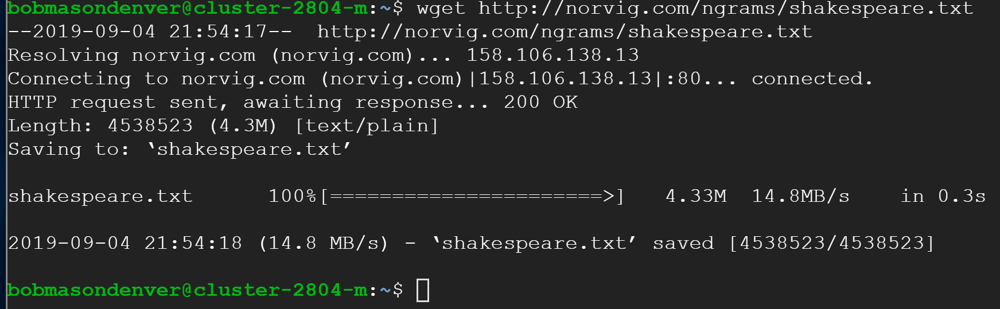 bobmasondenver@cluster-2804-m:~$ wget http://norvig.com/ngrams/shakespeare.txt
--2019-09-04 21:54:17--  http://norvig.com/ngrams/shakespeare.txt
Resolving norvig.com (norvig.com)... 158.106.138.13
Connecting to norvig.com (norvig.com)|158.106.138.13|:80... connected.
HTTP request sent, awaiting response... 200 OK
Length: 4538523 (4.3M) [text/plain]
Saving to: ‘shakespeare.txt’
shakespeare.txt      100%[======================>]   4.33M  14.8MB/s    in 0.3s
2019-09-04 21:54:18 (14.8 MB/s) - ‘shakespeare.txt’ saved [4538523/4538523]
bobmasondenver@cluster-2804-m:~$